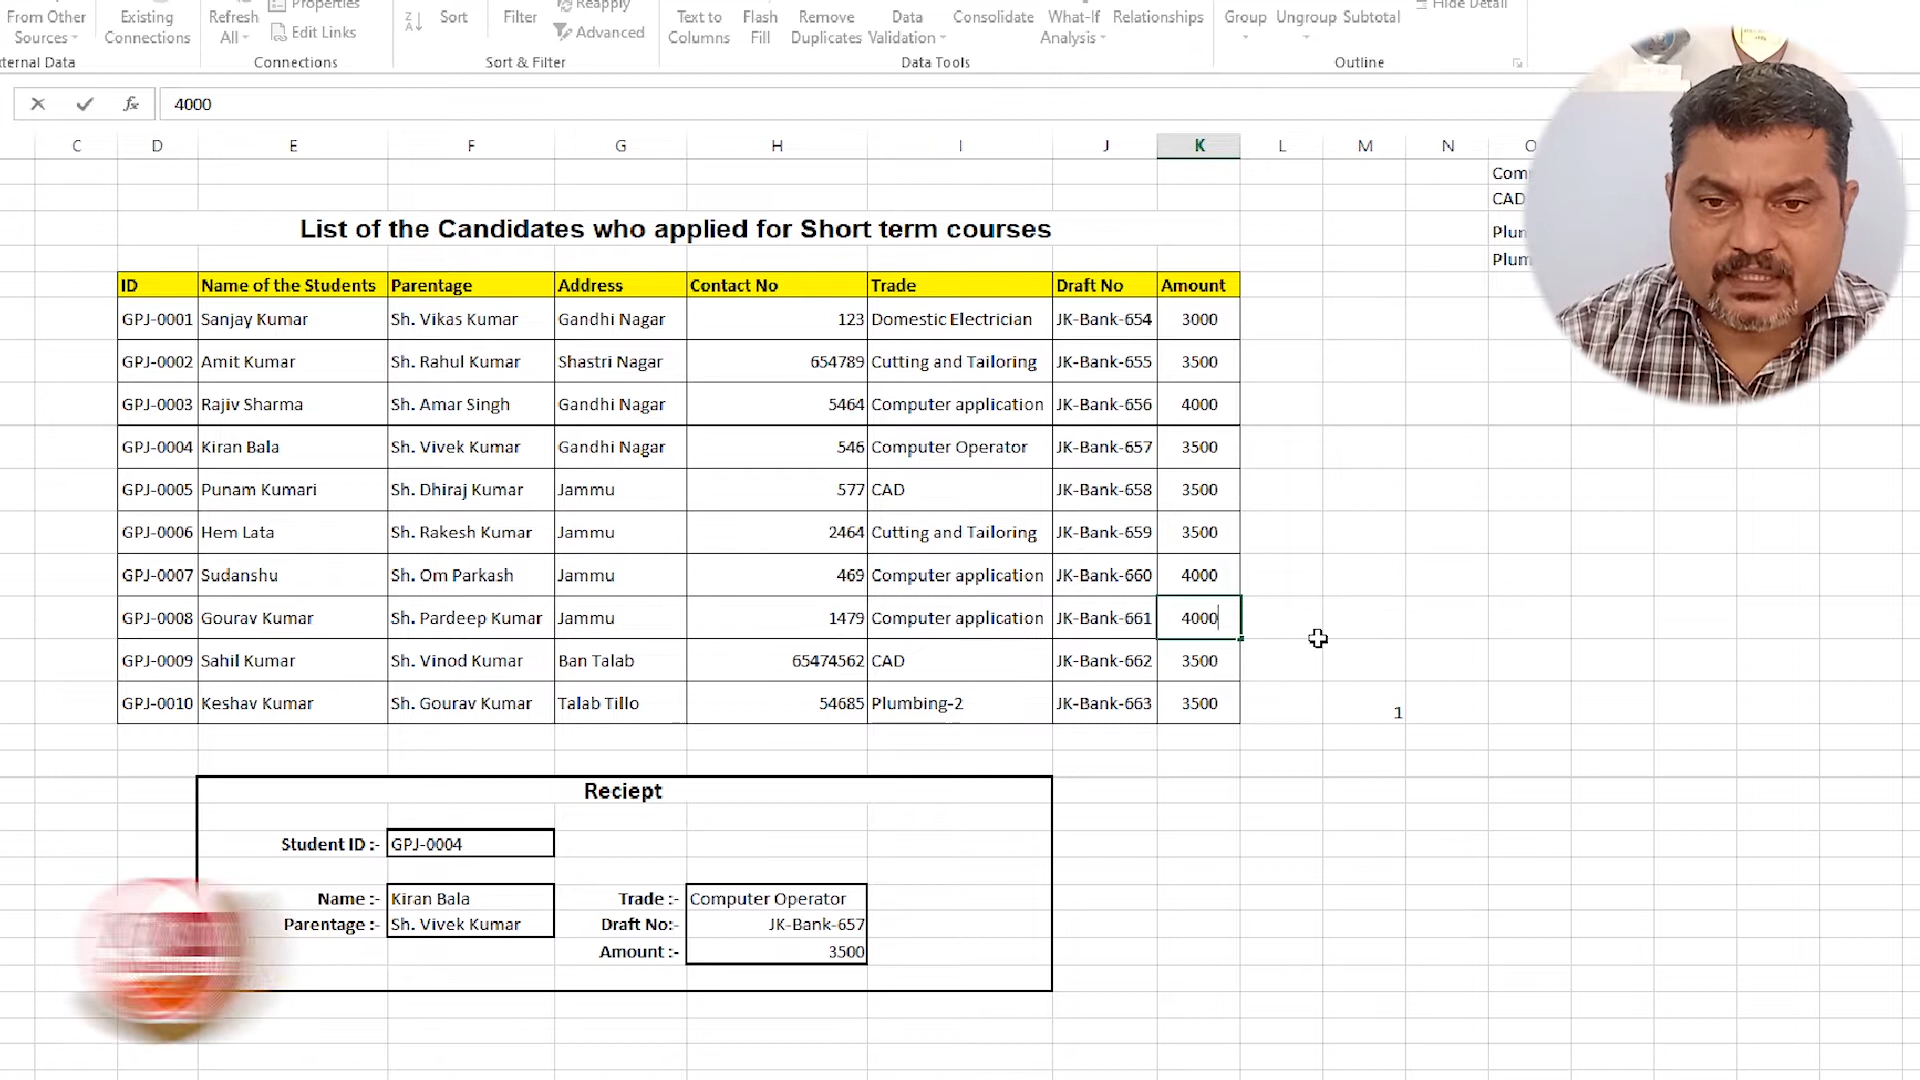 From Other
Sources
Existing
Connections
Refresh
All
Properties
Edit Links
Connections
Sort
Filter
Reapply
Advanced
Sort & Filter
Text to
Columns
Flash
Fill
Remove
Duplicates
Data
Validation
Consolidate
What-If
Analysis
Relationships
Data Tools
Group
Ungroup
Subtotal
Hide Detail
Outline
fx
4000
C D E F G H I J K L M N
CAD
List of the Candidates who applied for Short term courses
ID Name of the Students Parentage Address Contact No Trade Draft No Amount
GPJ-0001 Sanjay Kumar Sh. Vikas Kumar Gandhi Nagar 123 Domestic Electrician JK-Bank-654 3000
GPJ-0002 Amit Kumar Sh. Rahul Kumar Shastri Nagar 654789 Cutting and Tailoring JK-Bank-655 3500
GPJ-0003 Rajiv Sharma Sh. Amar Singh Gandhi Nagar 5464 Computer application JK-Bank-656 4000
GPJ-0004 Kiran Bala Sh. Vivek Kumar Gandhi Nagar 546 Computer Operator JK-Bank-657 3500
GPJ-0005 Punam Kumari Sh. Dhiraj Kumar Jammu 577 CAD JK-Bank-658 3500
GPJ-0006 Hem Lata Sh. Rakesh Kumar Jammu 2464 Cutting and Tailoring JK-Bank-659 3500
GPJ-0007 Sudanshu Sh. Om Parkash Jammu 469 Computer application JK-Bank-660 4000
GPJ-0008 Gourav Kumar Sh. Pardeep Kumar Jammu 1479 Computer application JK-Bank-661 4000
GPJ-0009 Sahil Kumar Sh. Vinod Kumar Ban Talab 65474562 CAD JK-Bank-662 3500
GPJ-0010 Keshav Kumar Sh. Gourav Kumar Talab Tillo 54685 Plumbing-2 JK-Bank-663 3500
1
Reciept
Student ID :- GPJ-0004
Name :- Kiran Bala Trade :- Computer Operator
Parentage :- Sh. Vivek Kumar Draft No:- JK-Bank-657
Amount :- 3500